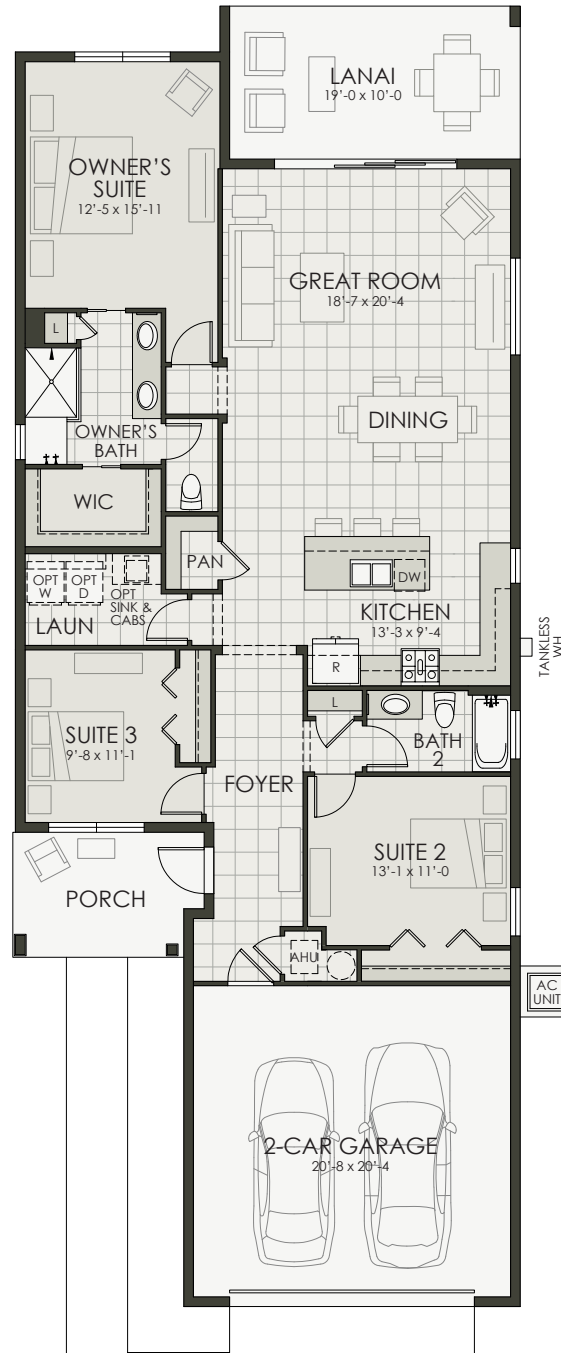 LANAI
19'-0 x 10'-0
OWNER'S
SUITE
12'-5 x 15'-11
GREAT ROOM
18'-7 x 20'-4
L
DINING
OWNER'S
BATH
WIC
PAN
OPT
W
OPT
D
OPT
SINK &
CABS
LAUN
DW
KITCHEN
13'-3 x 9'-4
TANKLESS
WH
R
L
SUITE 3
9'-8 x 11'-1
BATH
2
FOYER
SUITE 2
13'-1 x 11'-0
PORCH
AHU
AC
UNIT
2-CAR GARAGE
20'-8 x 20'-4